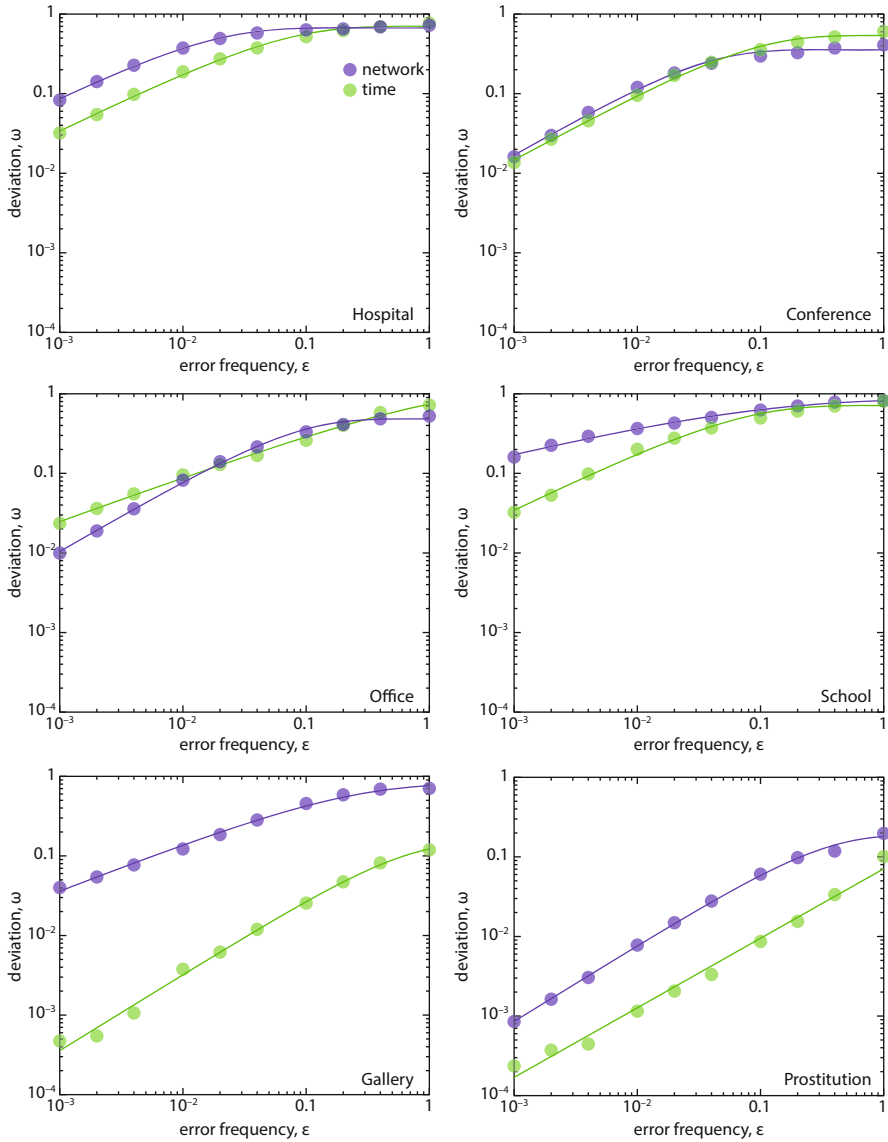 1
0.1
10⁻²
10⁻³
10⁻⁴
deviation, ω
network
time
Hospital
10⁻³
10⁻²
0.1
1
error frequency, ε
1
0.1
10⁻²
10⁻³
10⁻⁴
deviation, ω
Conference
10⁻³
10⁻²
0.1
1
error frequency, ε
1
0.1
10⁻²
10⁻³
10⁻⁴
deviation, ω
Office
10⁻³
10⁻²
0.1
1
error frequency, ε
1
0.1
10⁻²
10⁻³
10⁻⁴
deviation, ω
School
10⁻³
10⁻²
0.1
1
error frequency, ε
1
0.1
10⁻²
10⁻³
10⁻⁴
deviation, ω
Gallery
10⁻³
10⁻²
0.1
1
error frequency, ε
1
0.1
10⁻²
10⁻³
10⁻⁴
deviation, ω
Prostitution
10⁻³
10⁻²
0.1
1
error frequency, ε